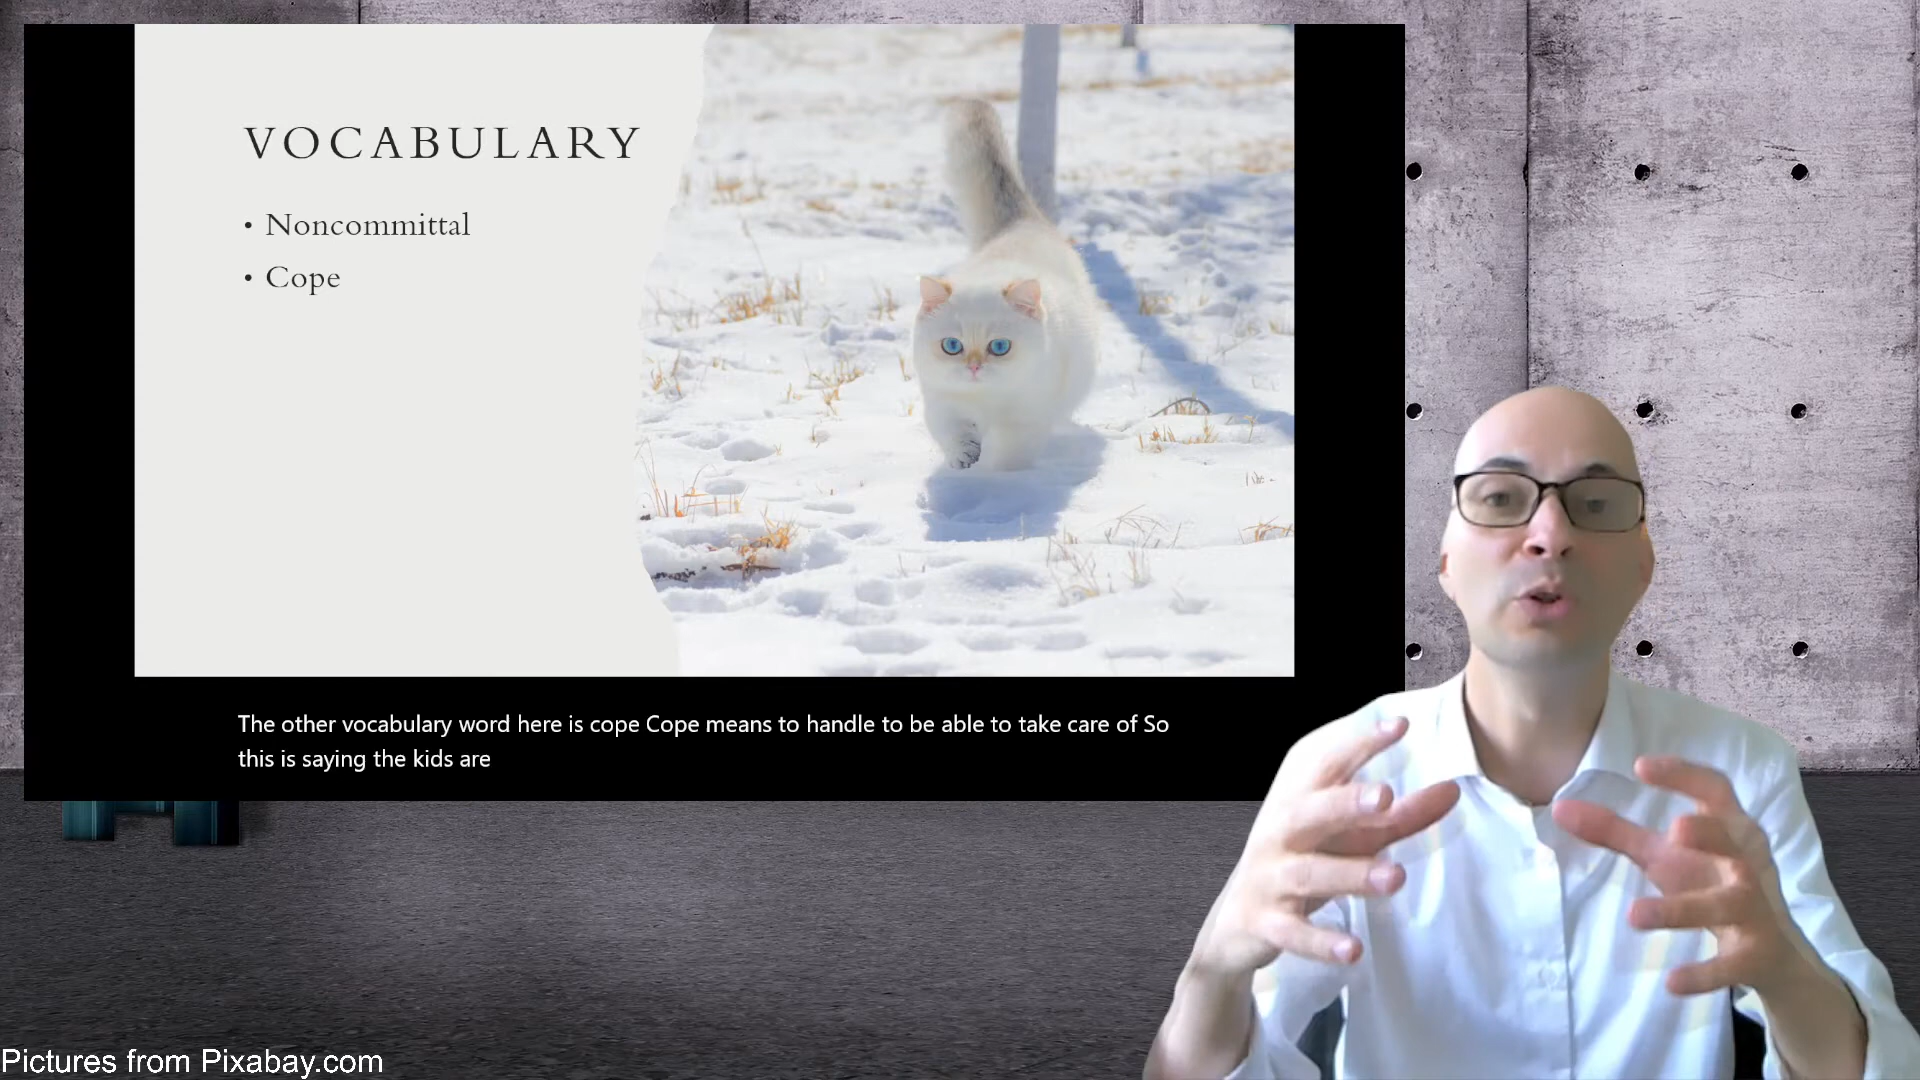 VOCABULARY
• Noncommittal
• Cope
The other vocabulary word here is cope Cope means to handle to be able to take care of So
this is saying the kids are
Pictures from Pixabay.com